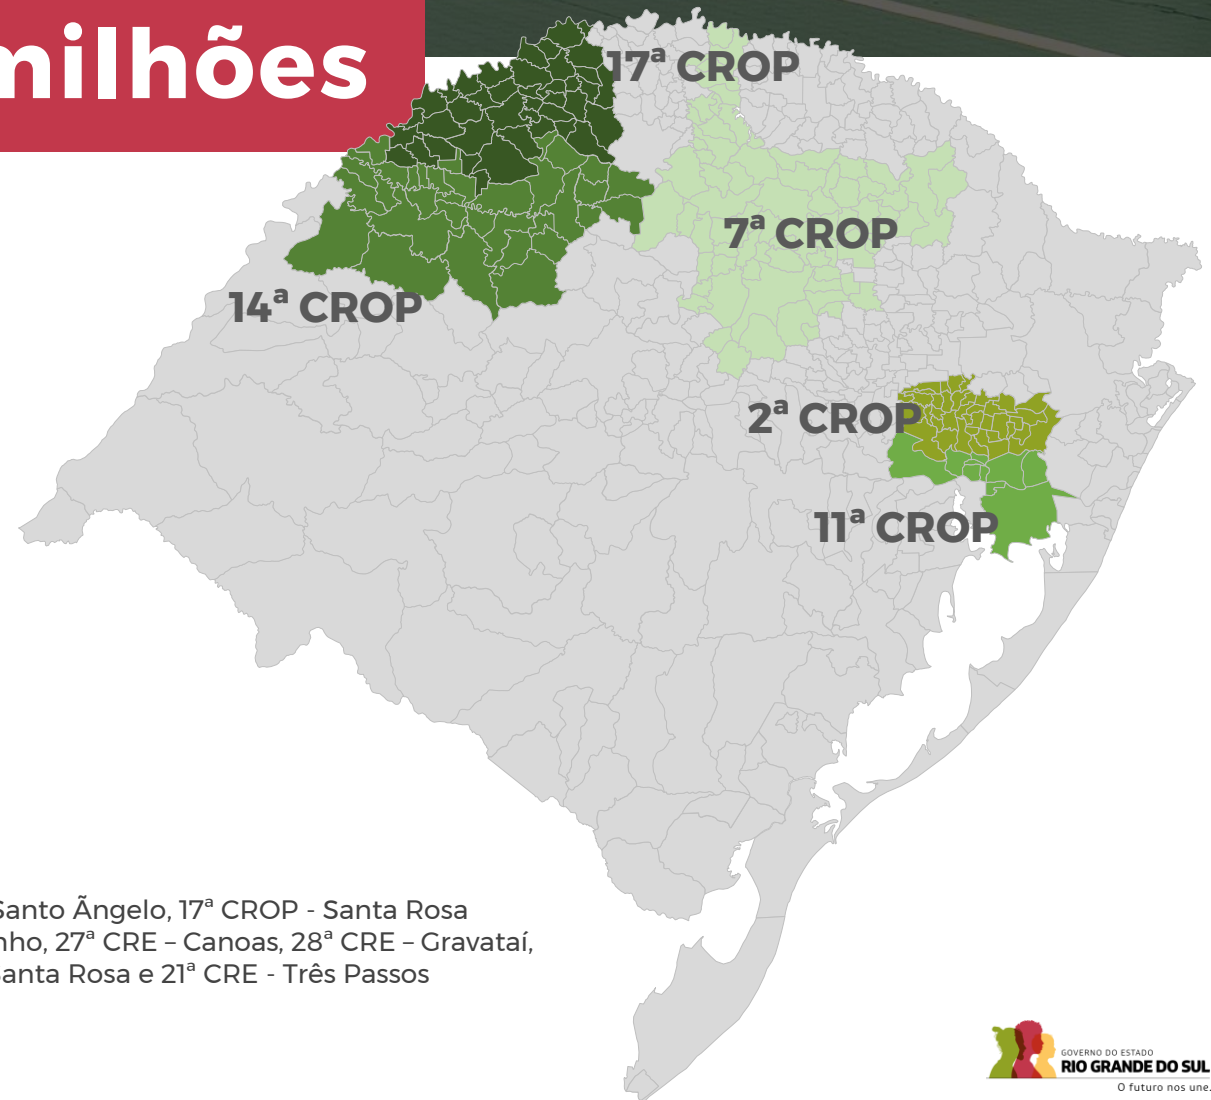 milhões
17ª CROP
7ª CROP
14ª CROP
2ª CROP
11ª CROP
Santo Ãngelo, 17ª CROP - Santa Rosa
nho, 27ª CRE – Canoas, 28ª CRE – Gravataí,
Santa Rosa e 21ª CRE - Três Passos
GOVERNO DO ESTADO
RIO GRANDE DO SUL
O futuro nos une.